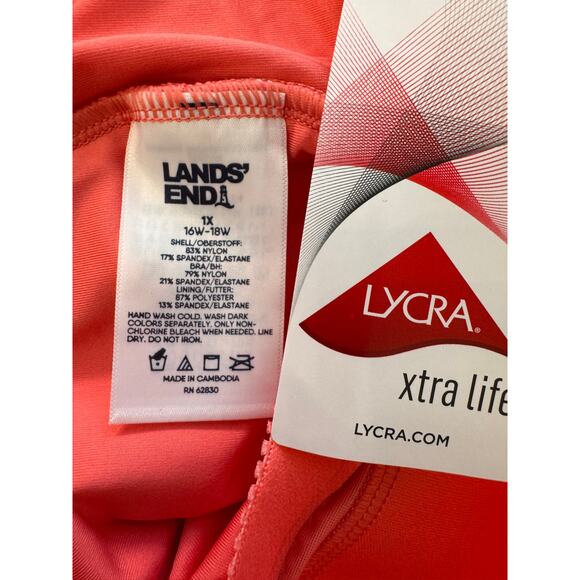 LANDS'
END
1X
16W-18W
SHELL/OBERSTOFF:
83% NYLON
17% SPANDEX/ELASTANE
BRA/BH:
79% NYLON
21% SPANDEX/ELASTANE
LINING/FUTTER:
87% POLYESTER
13% SPANDEX/ELASTANE
HAND WASH COLD. WASH DARK
COLORS SEPARATELY. ONLY NON-
CHLORINE BLEACH WHEN NEEDED. LINE
DRY. DO NOT IRON.
MADE IN CAMBODIA
RN 62830
LYCRA®
xtra life
LYCRA.COM